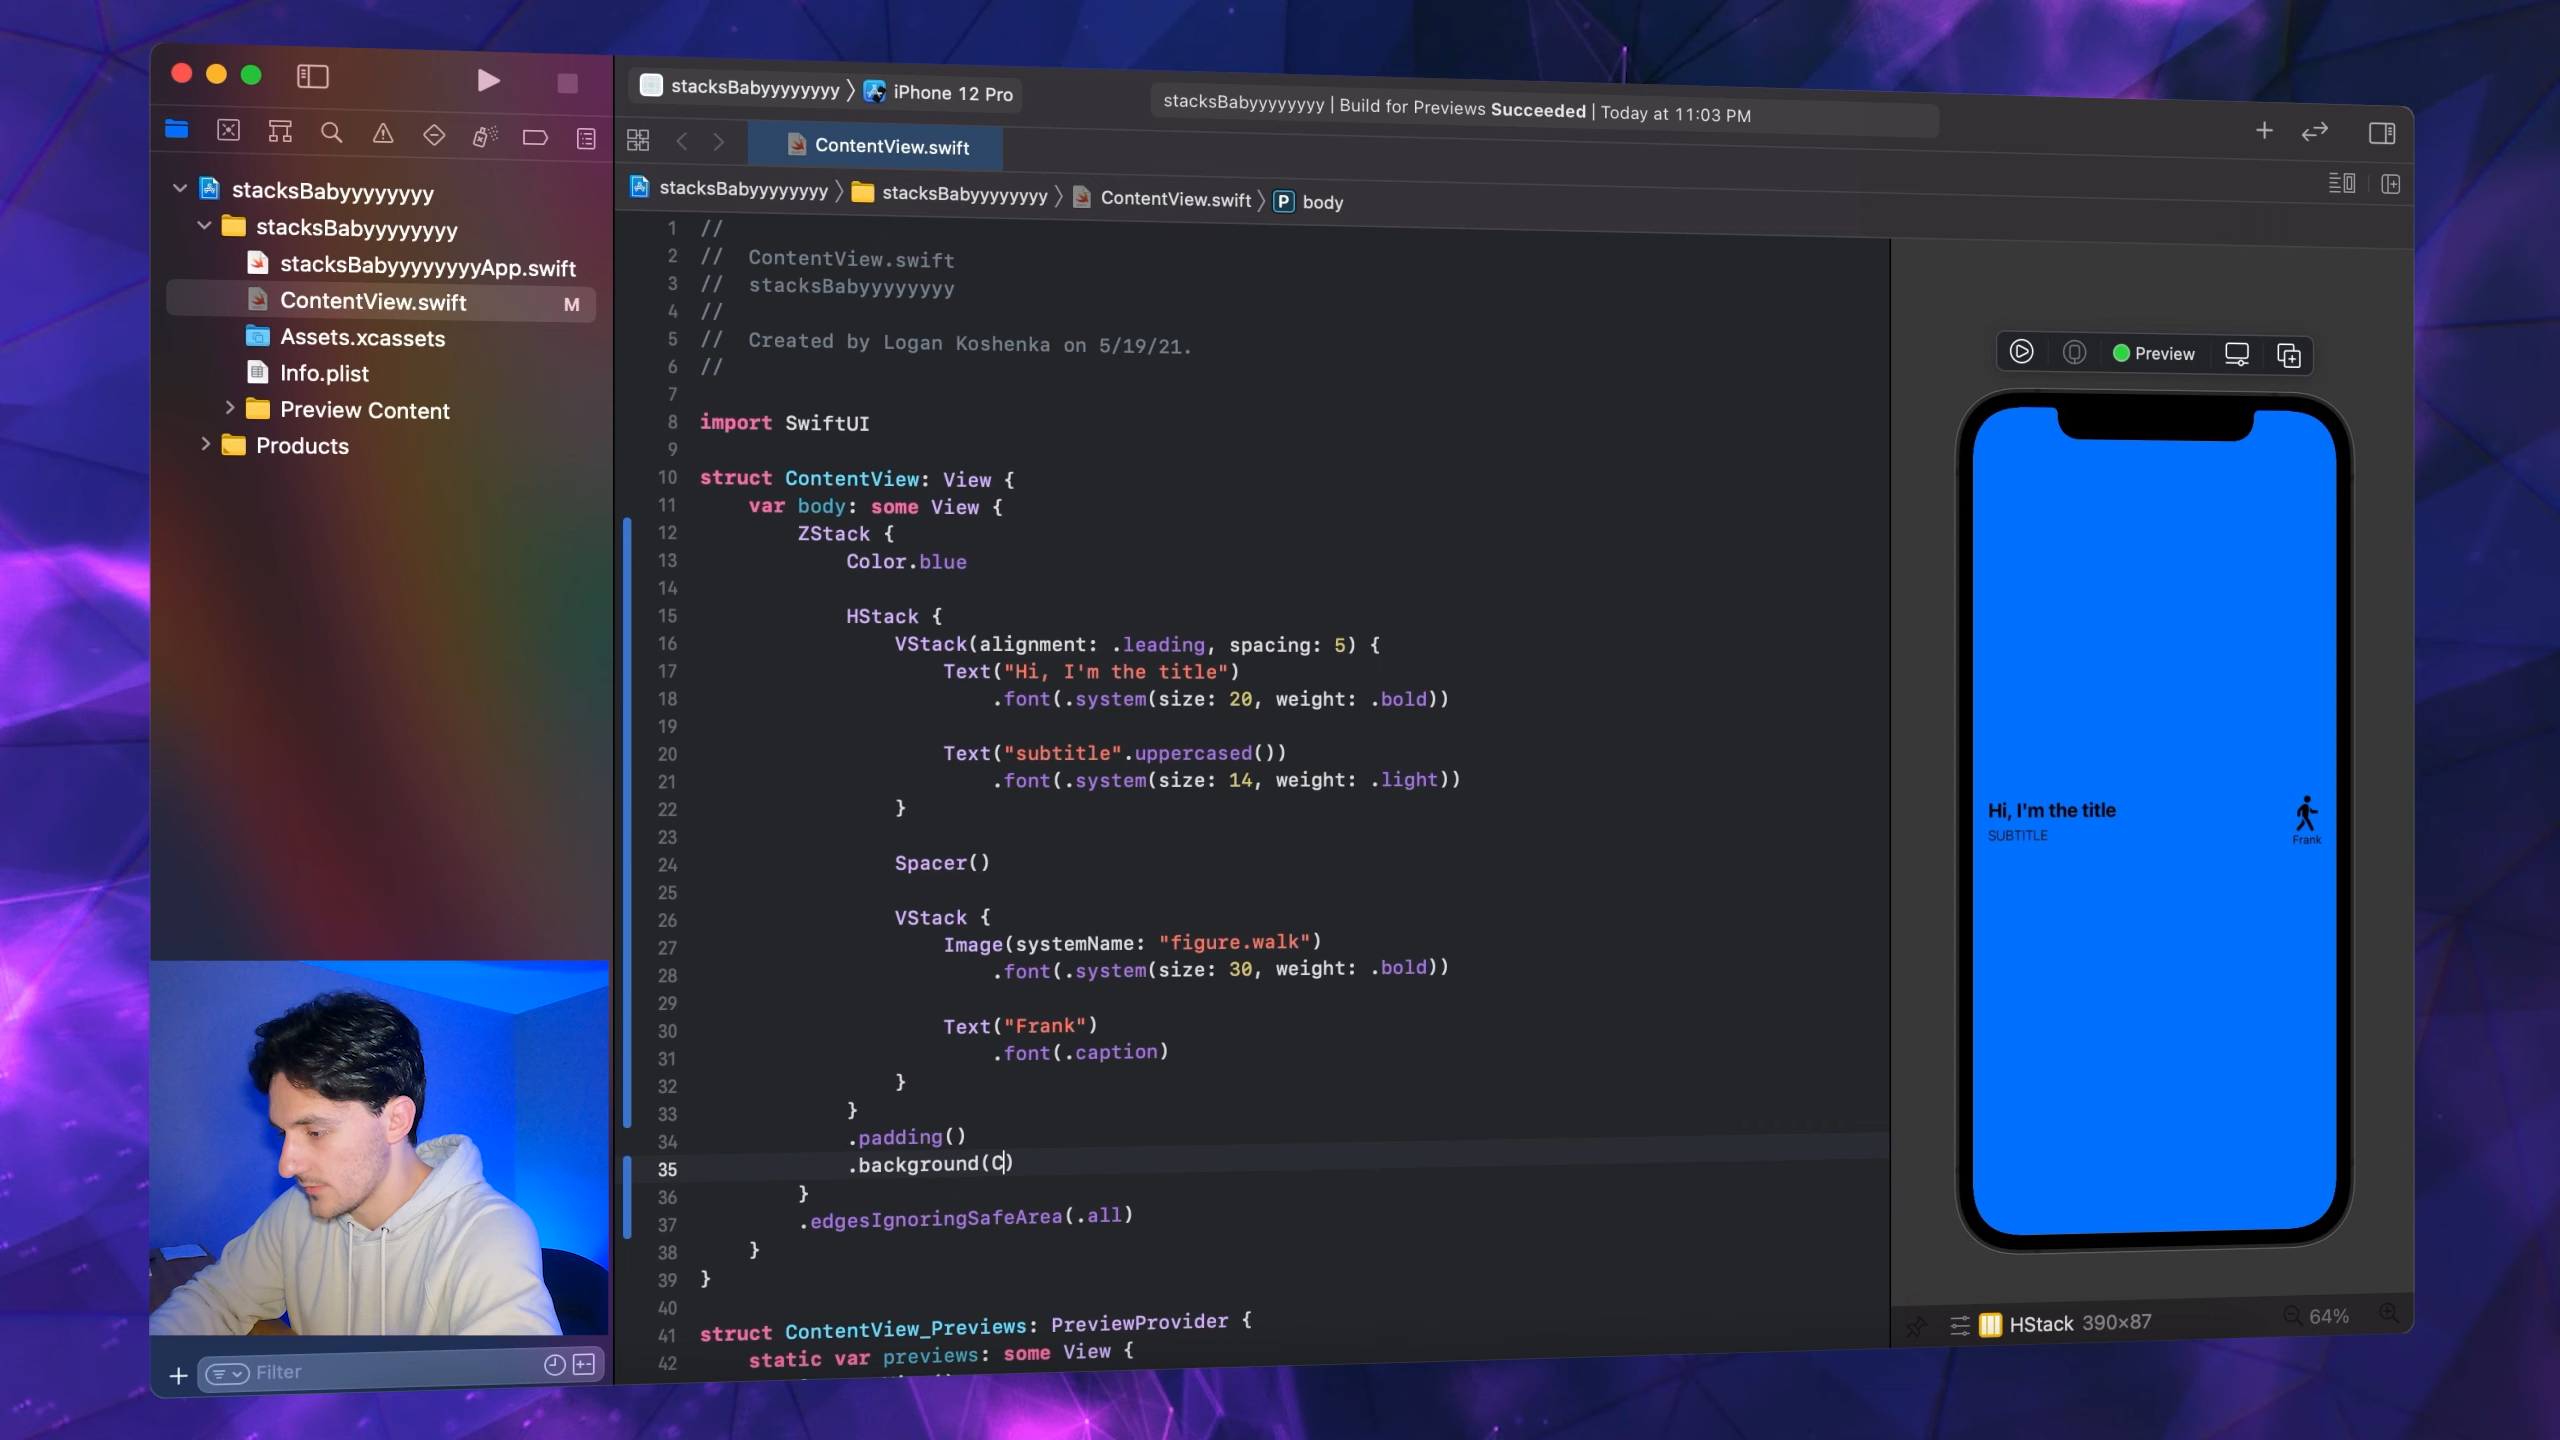 stacksBabyyyyyyyy
iPhone 12 Pro
stacksBabyyyyyyyy | Build for Previews Succeeded | Today at 11:03 PM
ContentView.swift
stacksBabyyyyyyyy
stacksBabyyyyyyyy
ContentView.swift
P body
stacksBabyyyyyyyy
stacksBabyyyyyyyy
stacksBabyyyyyyyyApp.swift
ContentView.swift M
Assets.xcassets
Info.plist
Preview Content
Products
Filter
1 //
2 //  ContentView.swift
3 //  stacksBabyyyyyyyy
4 //
5 //  Created by Logan Koshenka on 5/19/21.
6 //
7
8 import SwiftUI
9
10 struct ContentView: View {
11     var body: some View {
12         ZStack {
13             Color.blue
14
15             HStack {
16                 VStack(alignment: .leading, spacing: 5) {
17                     Text("Hi, I'm the title")
18                         .font(.system(size: 20, weight: .bold))
19
20                     Text("subtitle".uppercased())
21                         .font(.system(size: 14, weight: .light))
22                 }
23
24                 Spacer()
25
26                 VStack {
27                     Image(systemName: "figure.walk")
28                         .font(.system(size: 30, weight: .bold))
29
30                     Text("Frank")
31                         .font(.caption)
32                 }
33             }
34             .padding()
35             .background(C)
36         }
37         .edgesIgnoringSafeArea(.all)
38     }
39 }
40
41 struct ContentView_Previews: PreviewProvider {
42     static var previews: some View {
Preview
Hi, I'm the title
SUBTITLE
Frank
HStack 390×87
64%